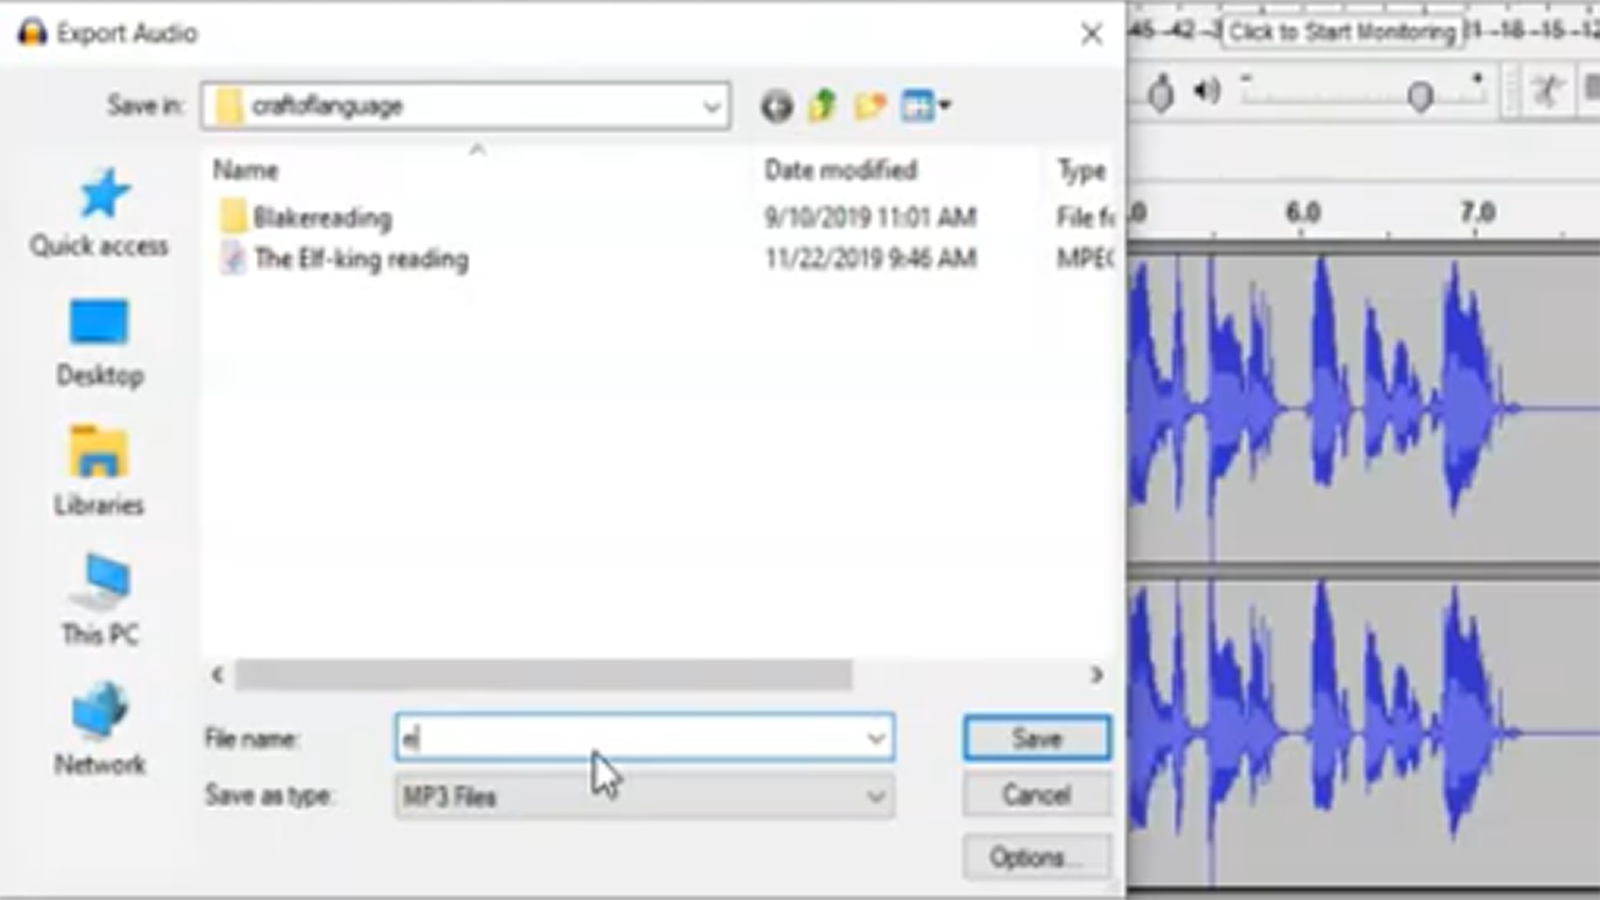 Export Audio
Save in: craftoflanguage
Name Date modified Type
Blakereading 9/10/2019 11:01 AM File
The Elf-king reading 11/22/2019 9:46 AM MPEG
Quick access
Desktop
Libraries
This PC
Network
File name: e
Save
Save as type: MP3 Files
Cancel
Options...
-45 -42 -3 Click to Start Monitoring 1 -18 -15 -12
.0 6.0 7.0